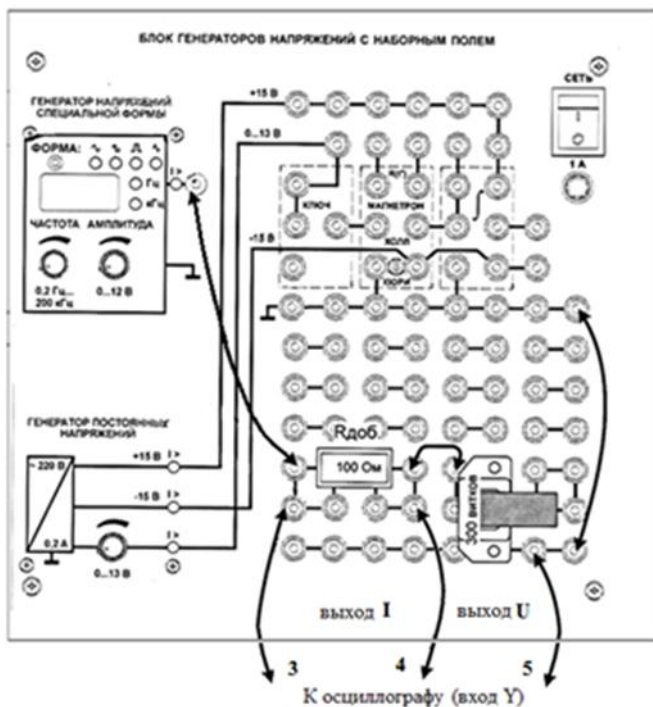 БЛОК ГЕНЕРАТОРОВ НАПРЯЖЕНИЙ С НАБОРНЫМ ПОЛЕМ
СЕТЬ
I
О
1 А
ГЕНЕРАТОР НАПРЯЖЕНИЙ
СПЕЦИАЛЬНОЙ ФОРМЫ
ФОРМА:
I >
Гц
кГц
ЧАСТОТА АМПЛИТУДА
0,2 Гц...
200 кГц
0...12 В
+15 В
0...13 В
-15 В
КЛЮЧ
МАГНЕТРОН
ХОЛЛ
КЮРИ
ГЕНЕРАТОР ПОСТОЯННЫХ
НАПРЯЖЕНИЙ
~ 220 В
0,2 А
+15 В
I >
-15 В
I >
I >
0...13 В
Rдоб
100 Ом
300 витков
выход I
выход U
3 4 5
К осциллографу (вход Y)